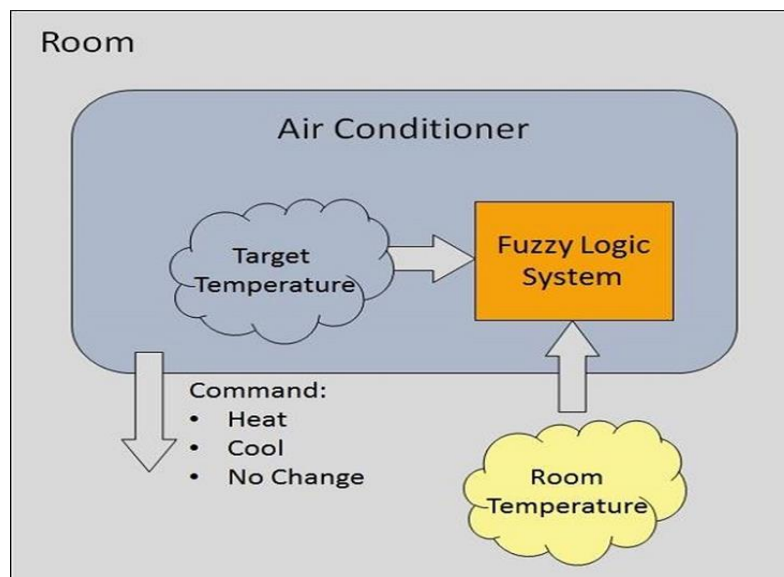 Room
Air Conditioner
Target
Temperature
Fuzzy Logic
System
Command:
• Heat
• Cool
• No Change
Room
Temperature